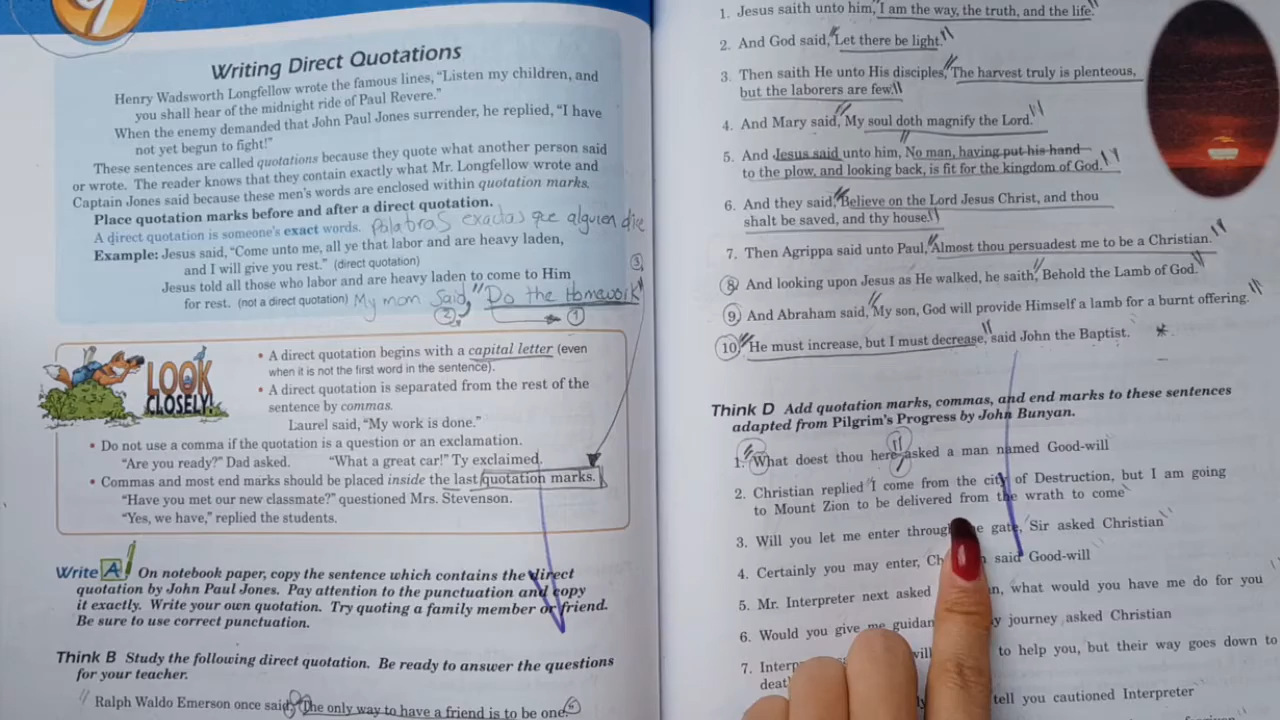 9
Writing Direct Quotations
Henry Wadsworth Longfellow wrote the famous lines, “Listen my children, and
you shall hear of the midnight ride of Paul Revere.”
When the enemy demanded that John Paul Jones surrender, he replied, “I have
not yet begun to fight!”
These sentences are called quotations because they quote what another person said
or wrote. The reader knows that they contain exactly what Mr. Longfellow wrote and
Captain Jones said because these men's words are enclosed within quotation marks.
Place quotation marks before and after a direct quotation.
A direct quotation is someone's exact words. Palabras exactas que alguien dice
Example: Jesus said, “Come unto me, all ye that labor and are heavy laden,
and I will give you rest.” (direct quotation)
Jesus told all those who labor and are heavy laden to come to Him
for rest. (not a direct quotation) My mom said, "Do the Homework"
③
② ①
LOOK
CLOSELY!
• A direct quotation begins with a capital letter (even
when it is not the first word in the sentence).
• A direct quotation is separated from the rest of the
sentence by commas.
Laurel said, “My work is done.”
• Do not use a comma if the quotation is a question or an exclamation.
“Are you ready?” Dad asked. “What a great car!” Ty exclaimed.
• Commas and most end marks should be placed inside the last quotation marks.
“Have you met our new classmate?” questioned Mrs. Stevenson.
“Yes, we have,” replied the students.
Write A On notebook paper, copy the sentence which contains the direct
quotation by John Paul Jones. Pay attention to the punctuation and copy
it exactly. Write your own quotation. Try quoting a family member or friend.
Be sure to use correct punctuation.
Think B Study the following direct quotation. Be ready to answer the questions
for your teacher.
Ralph Waldo Emerson once said, The only way to have a friend is to be one.
1. Jesus saith unto him, "I am the way, the truth, and the life."
2. And God said, "Let there be light."
3. Then saith He unto His disciples, "The harvest truly is plenteous,
but the laborers are few."
4. And Mary said, "My soul doth magnify the Lord."
5. And Jesus said unto him, "No man, having put his hand
to the plow, and looking back, is fit for the kingdom of God."
6. And they said, "Believe on the Lord Jesus Christ, and thou
shalt be saved, and thy house."
7. Then Agrippa said unto Paul, "Almost thou persuadest me to be a Christian."
8. And looking upon Jesus as He walked, he saith, "Behold the Lamb of God."
9. And Abraham said, "My son, God will provide Himself a lamb for a burnt offering."
10. "He must increase, but I must decrease," said John the Baptist. *
Think D Add quotation marks, commas, and end marks to these sentences
adapted from Pilgrim's Progress by John Bunyan.
1. "What doest thou here," asked a man named Good-will
2. Christian replied "I come from the city of Destruction, but I am going
to Mount Zion to be delivered from the wrath to come"
3. Will you let me enter through gate, Sir asked Christian
4. Certainly you may enter, said Good-will
5. Mr. Interpreter next asked what would you have me do for you
6. Would you give me journey asked Christian
7. to help you, but their way goes down to
tell you cautioned Interpreter